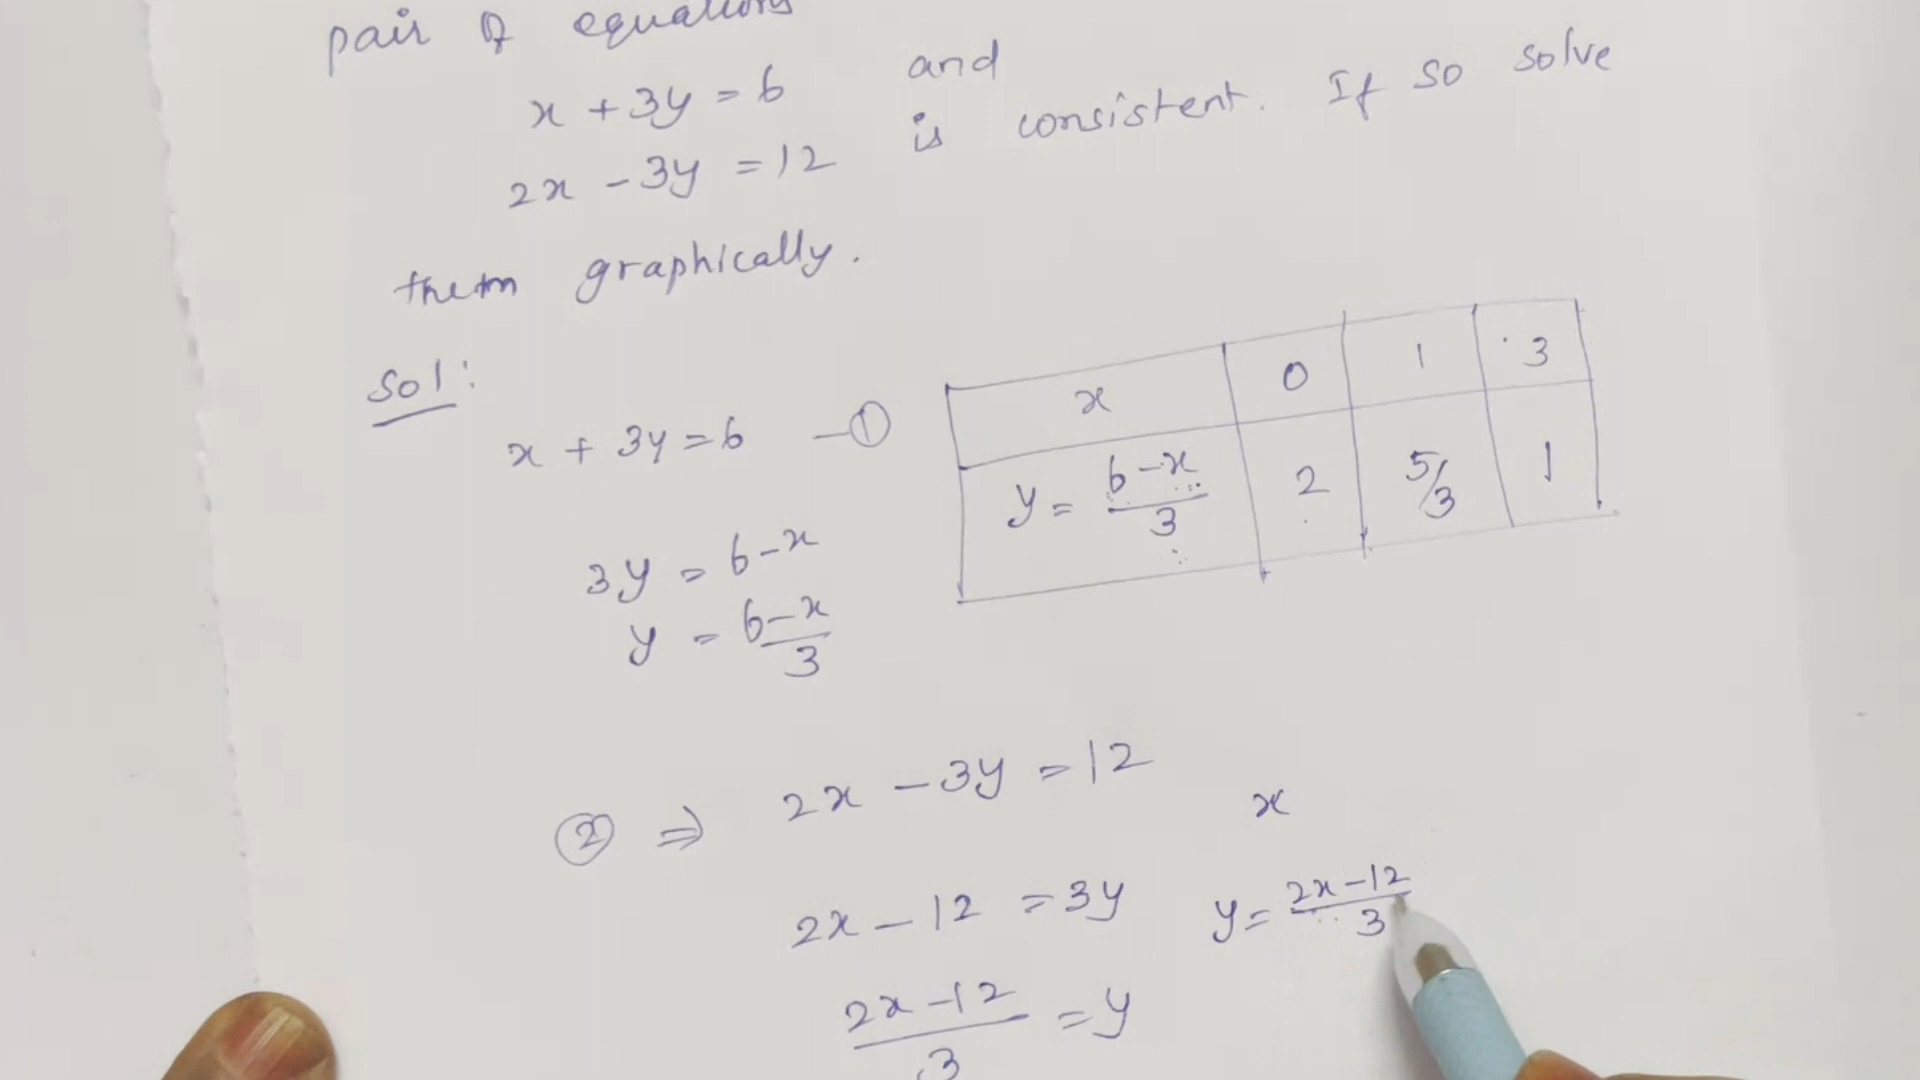 pair of equations
x + 3y = 6 and
2x - 3y = 12 is consistent. If so solve
them graphically.
Sol:
x + 3y = 6 —①
3y = 6-x
y = 6-x/3
x 0 1 3
y = 6-x/3 2 5/3 1
② ⇒ 2x - 3y = 12
2x - 12 = 3y
2x-12/3 = y
x
y = 2x-12/3